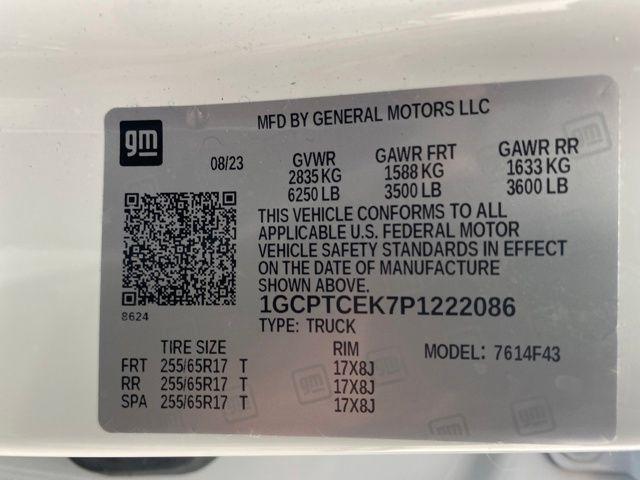 MFD BY GENERAL MOTORS LLC
gm
08/23
GVWR GAWR FRT GAWR RR
2835 KG 1588 KG 1633 KG
6250 LB 3500 LB 3600 LB
THIS VEHICLE CONFORMS TO ALL
APPLICABLE U.S. FEDERAL MOTOR
VEHICLE SAFETY STANDARDS IN EFFECT
ON THE DATE OF MANUFACTURE
SHOWN ABOVE.
8624
1GCPTCEK7P1222086
TYPE: TRUCK
TIRE SIZE RIM MODEL: 7614F43
FRT 255/65R17 T 17X8J
RR 255/65R17 T 17X8J
SPA 255/65R17 T 17X8J